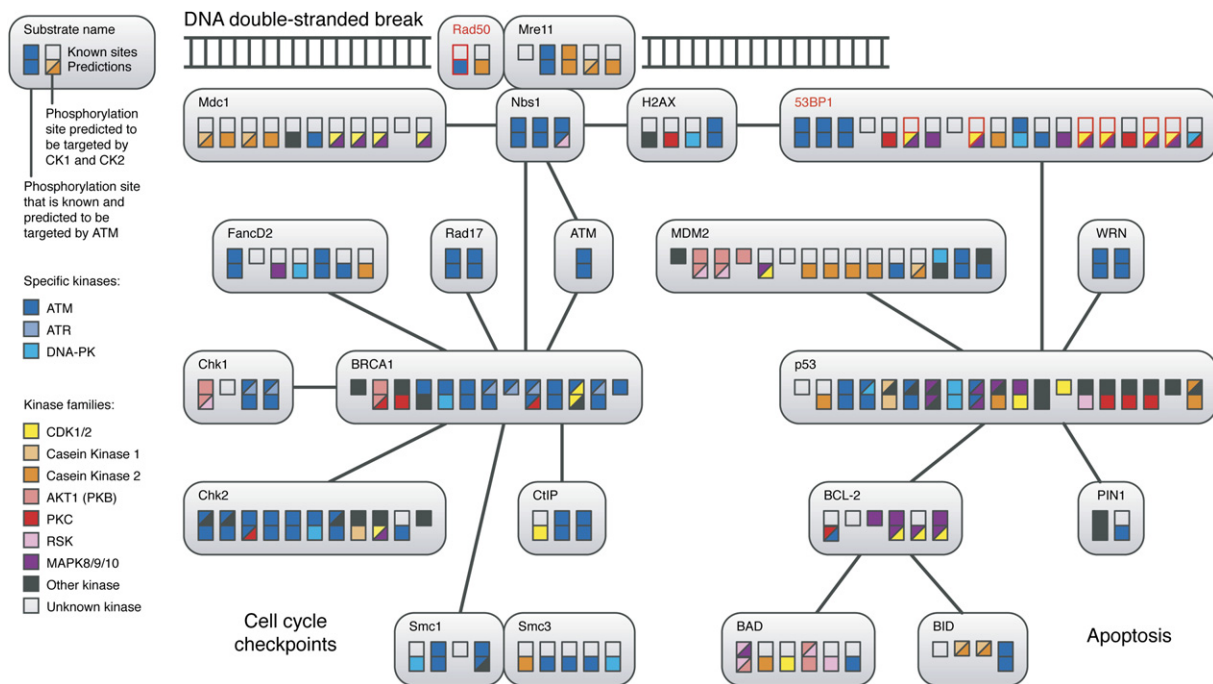 Substrate name
Known sites
Predictions
Phosphorylation
site predicted to
be targeted by
CK1 and CK2
Phosphorylation site
that is known and
predicted to be
targeted by ATM
Specific kinases:
ATM
ATR
DNA-PK
Kinase families:
CDK1/2
Casein Kinase 1
Casein Kinase 2
AKT1 (PKB)
PKC
RSK
MAPK8/9/10
Other kinase
Unknown kinase
DNA double-stranded break
Rad50
Mre11
Mdc1
Nbs1
H2AX
53BP1
FancD2
Rad17
ATM
MDM2
WRN
Chk1
BRCA1
p53
Chk2
CtIP
BCL-2
PIN1
Cell cycle
checkpoints
Smc1
Smc3
BAD
BID
Apoptosis